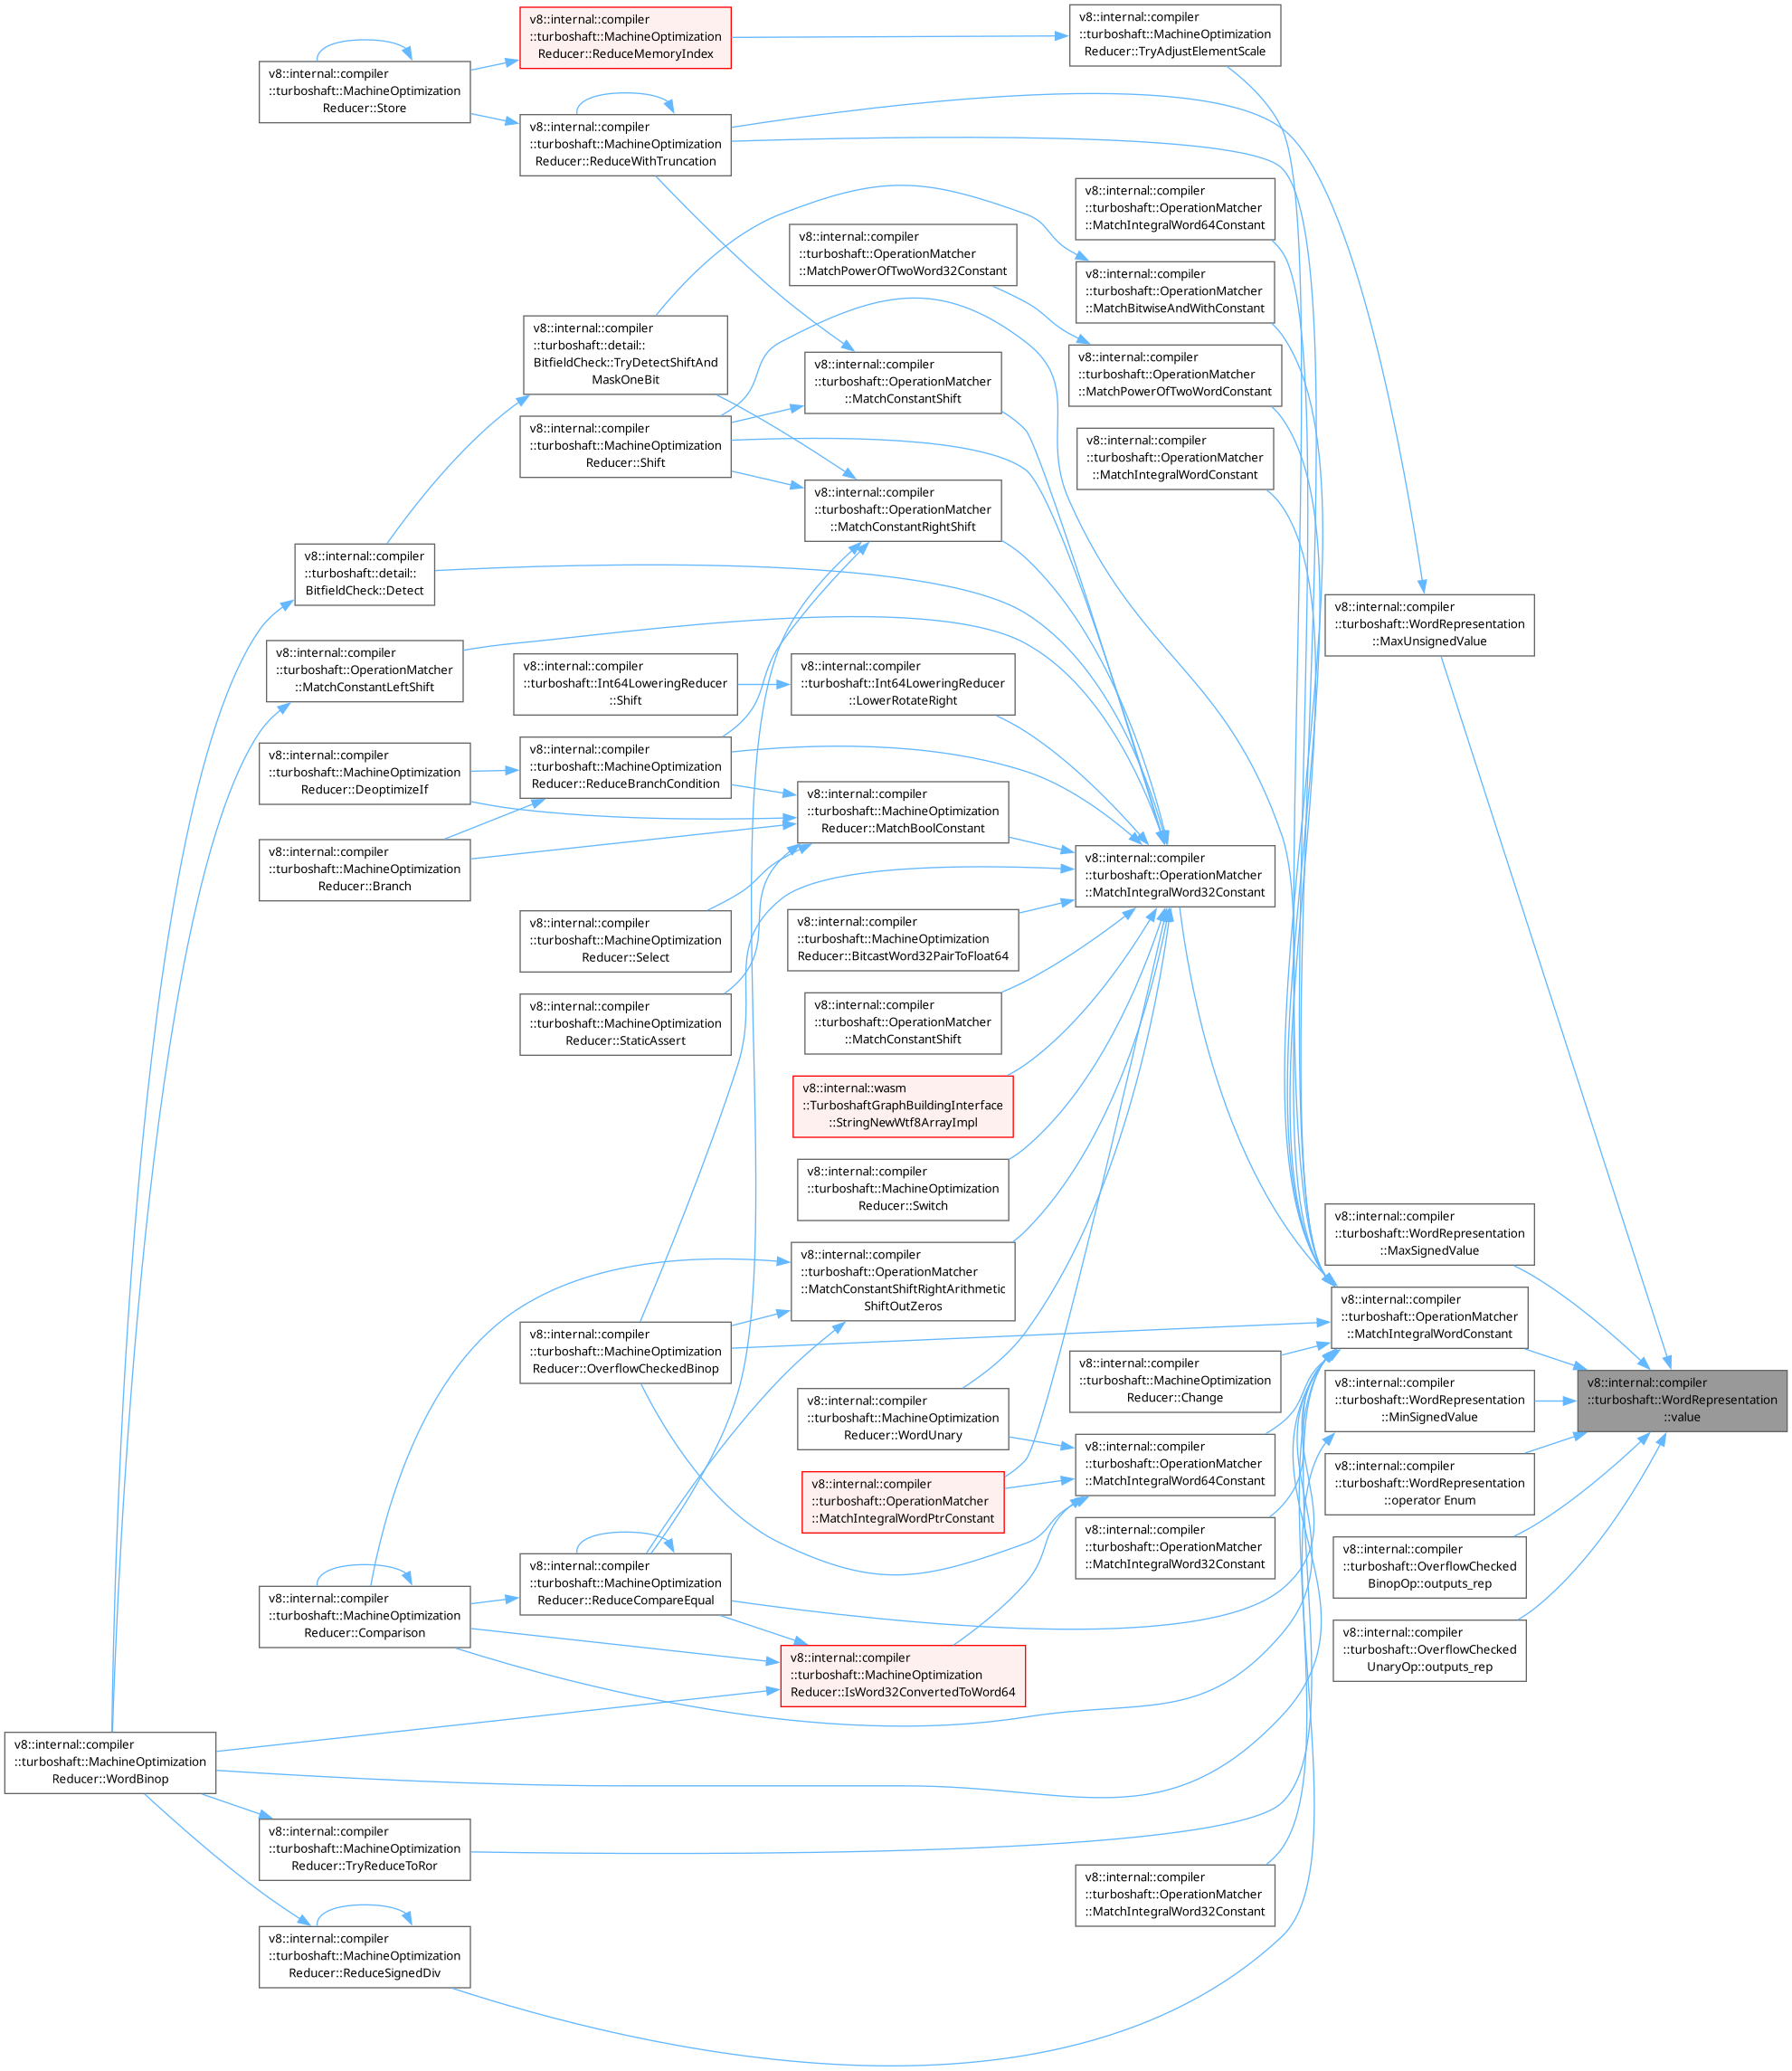 v8::internal::compiler
::turboshaft::MachineOptimization
Reducer::ReduceMemoryIndex
v8::internal::compiler
::turboshaft::MachineOptimization
Reducer::TryAdjustElementScale
v8::internal::compiler
::turboshaft::MachineOptimization
Reducer::Store
v8::internal::compiler
::turboshaft::MachineOptimization
Reducer::ReduceWithTruncation
v8::internal::compiler
::turboshaft::OperationMatcher
::MatchIntegralWord64Constant
v8::internal::compiler
::turboshaft::OperationMatcher
::MatchPowerOfTwoWord32Constant
v8::internal::compiler
::turboshaft::OperationMatcher
::MatchBitwiseAndWithConstant
v8::internal::compiler
::turboshaft::detail::
BitfieldCheck::TryDetectShiftAnd
MaskOneBit
v8::internal::compiler
::turboshaft::OperationMatcher
::MatchConstantShift
v8::internal::compiler
::turboshaft::OperationMatcher
::MatchPowerOfTwoWordConstant
v8::internal::compiler
::turboshaft::MachineOptimization
Reducer::Shift
v8::internal::compiler
::turboshaft::OperationMatcher
::MatchIntegralWordConstant
v8::internal::compiler
::turboshaft::OperationMatcher
::MatchConstantRightShift
v8::internal::compiler
::turboshaft::detail::
BitfieldCheck::Detect
v8::internal::compiler
::turboshaft::WordRepresentation
::MaxUnsignedValue
v8::internal::compiler
::turboshaft::OperationMatcher
::MatchConstantLeftShift
v8::internal::compiler
::turboshaft::Int64LoweringReducer
::Shift
v8::internal::compiler
::turboshaft::Int64LoweringReducer
::LowerRotateRight
v8::internal::compiler
::turboshaft::MachineOptimization
Reducer::DeoptimizeIf
v8::internal::compiler
::turboshaft::MachineOptimization
Reducer::ReduceBranchCondition
v8::internal::compiler
::turboshaft::MachineOptimization
Reducer::MatchBoolConstant
v8::internal::compiler
::turboshaft::MachineOptimization
Reducer::Branch
v8::internal::compiler
::turboshaft::OperationMatcher
::MatchIntegralWord32Constant
v8::internal::compiler
::turboshaft::MachineOptimization
Reducer::Select
v8::internal::compiler
::turboshaft::MachineOptimization
Reducer::BitcastWord32PairToFloat64
v8::internal::compiler
::turboshaft::MachineOptimization
Reducer::StaticAssert
v8::internal::compiler
::turboshaft::OperationMatcher
::MatchConstantShift
v8::internal::wasm
::TurboshaftGraphBuildingInterface
::StringNewWtf8ArrayImpl
v8::internal::compiler
::turboshaft::MachineOptimization
Reducer::Switch
v8::internal::compiler
::turboshaft::WordRepresentation
::MaxSignedValue
v8::internal::compiler
::turboshaft::OperationMatcher
::MatchConstantShiftRightArithmetic
ShiftOutZeros
v8::internal::compiler
::turboshaft::OperationMatcher
::MatchIntegralWordConstant
v8::internal::compiler
::turboshaft::MachineOptimization
Reducer::OverflowCheckedBinop
v8::internal::compiler
::turboshaft::MachineOptimization
Reducer::Change
v8::internal::compiler
::turboshaft::WordRepresentation
::MinSignedValue
v8::internal::compiler
::turboshaft::WordRepresentation
::value
v8::internal::compiler
::turboshaft::MachineOptimization
Reducer::WordUnary
v8::internal::compiler
::turboshaft::OperationMatcher
::MatchIntegralWord64Constant
v8::internal::compiler
::turboshaft::WordRepresentation
::operator Enum
v8::internal::compiler
::turboshaft::OperationMatcher
::MatchIntegralWordPtrConstant
v8::internal::compiler
::turboshaft::OperationMatcher
::MatchIntegralWord32Constant
v8::internal::compiler
::turboshaft::OverflowChecked
BinopOp::outputs_rep
v8::internal::compiler
::turboshaft::MachineOptimization
Reducer::ReduceCompareEqual
v8::internal::compiler
::turboshaft::MachineOptimization
Reducer::Comparison
v8::internal::compiler
::turboshaft::OverflowChecked
UnaryOp::outputs_rep
v8::internal::compiler
::turboshaft::MachineOptimization
Reducer::IsWord32ConvertedToWord64
v8::internal::compiler
::turboshaft::MachineOptimization
Reducer::WordBinop
v8::internal::compiler
::turboshaft::MachineOptimization
Reducer::TryReduceToRor
v8::internal::compiler
::turboshaft::OperationMatcher
::MatchIntegralWord32Constant
v8::internal::compiler
::turboshaft::MachineOptimization
Reducer::ReduceSignedDiv